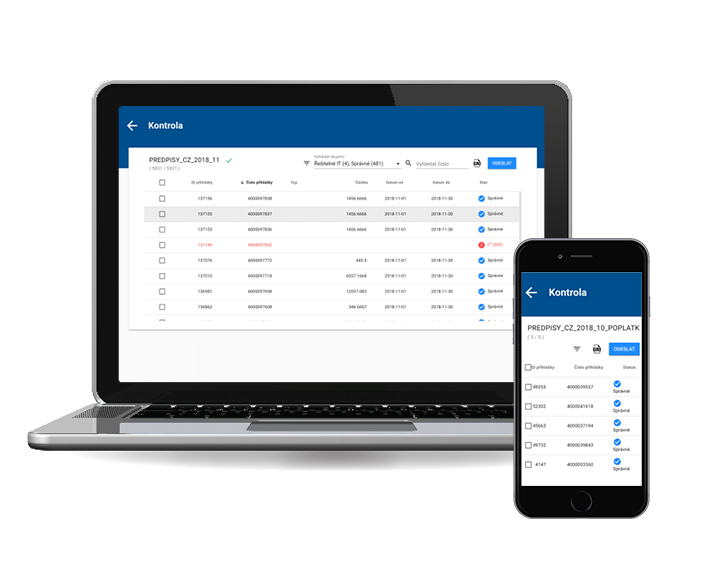 Kontrola
PREDPISY_CZ_2018_11
( 5031 / 5031 )
Vyhledat skupinu
Řešitelné IT (4), Správné (481)
Vyhledat číslo
ODESLAT
ID přihlášky Číslo přihlášky Typ Částka Datum od Datum do Stav
137156 4000097838 1456.6666 2018-11-01 2018-11-30 Správné
137155 4000097837 1456.6666 2018-11-01 2018-11-30 Správné
137153 4000097836 1456.6666 2018-11-01 2018-11-30 Správné
137149 4000097832 IT (300)
137076 4000097772 445.5 2018-11-01 2018-11-30 Správné
137010 4000097718 6557.1668 2018-11-01 2018-11-30 Správné
136981 4000097698 12097.083 2018-11-01 2018-11-30 Správné
136862 4000097608 346.6667 2018-11-01 2018-11-30 Správné
Kontrola
PREDPISY_CZ_2018_10_POPLATK
( 5 / 5 )
ODESLAT
ID přihlášky Číslo přihlášky Status
49253 4000039537 Správné
52302 4000041618 Správné
45663 4000037194 Správné
49732 4000039843 Správné
4147 4000003360 Správné